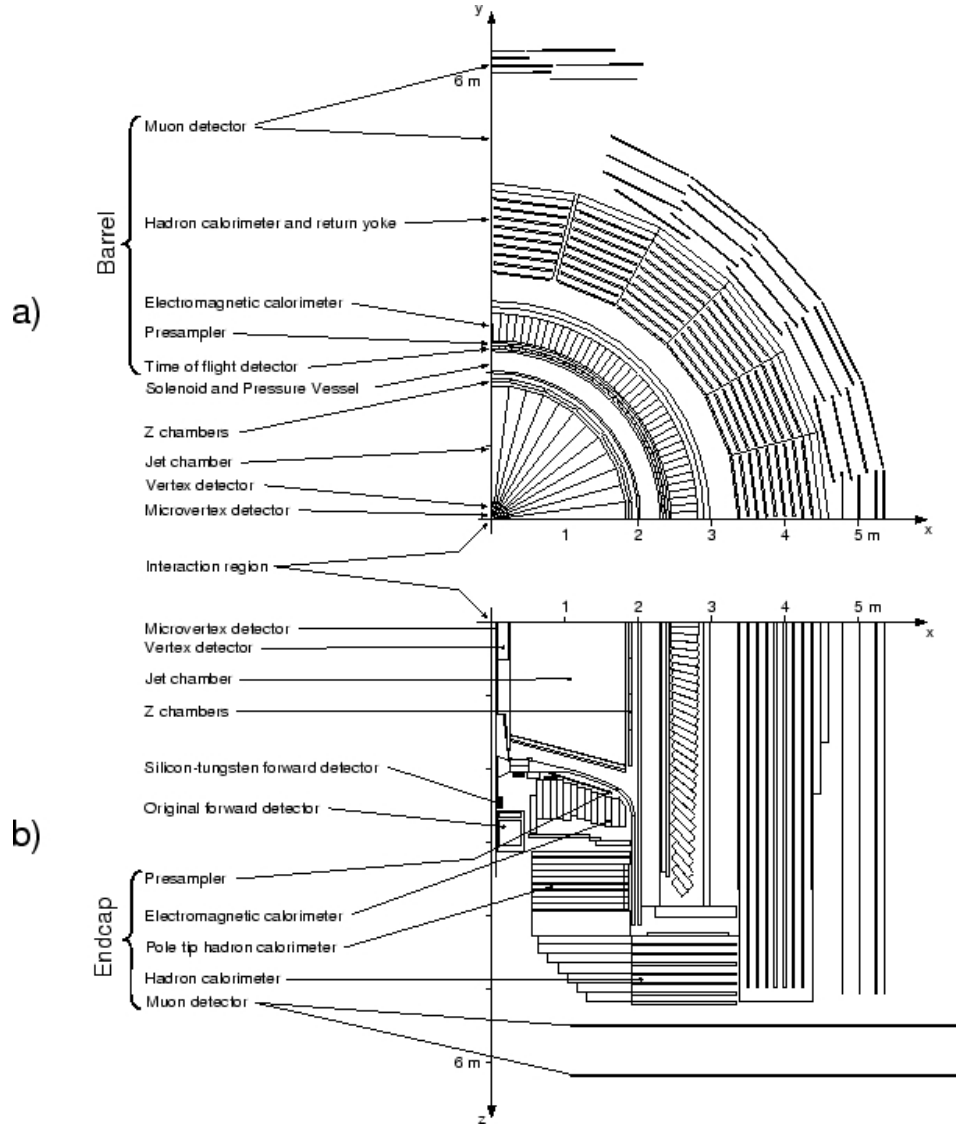 y
6 m
Muon detector
Hadron calorimeter and return yoke
Barrel
a)
Electromagnetic calorimeter
Presampler
Time of flight detector
Solenoid and Pressure Vessel
Z chambers
Jet chamber
Vertex detector
Microvertex detector
1 2 3 4 5 m
x
Interaction region
1 2 3 4 5 m
x
Microvertex detector
Vertex detector
Jet chamber
Z chambers
Silicon-tungsten forward detector
Original forward detector
b)
Endcap
Presampler
Electromagnetic calorimeter
Pole tip hadron calorimeter
Hadron calorimeter
Muon detector
6 m
z